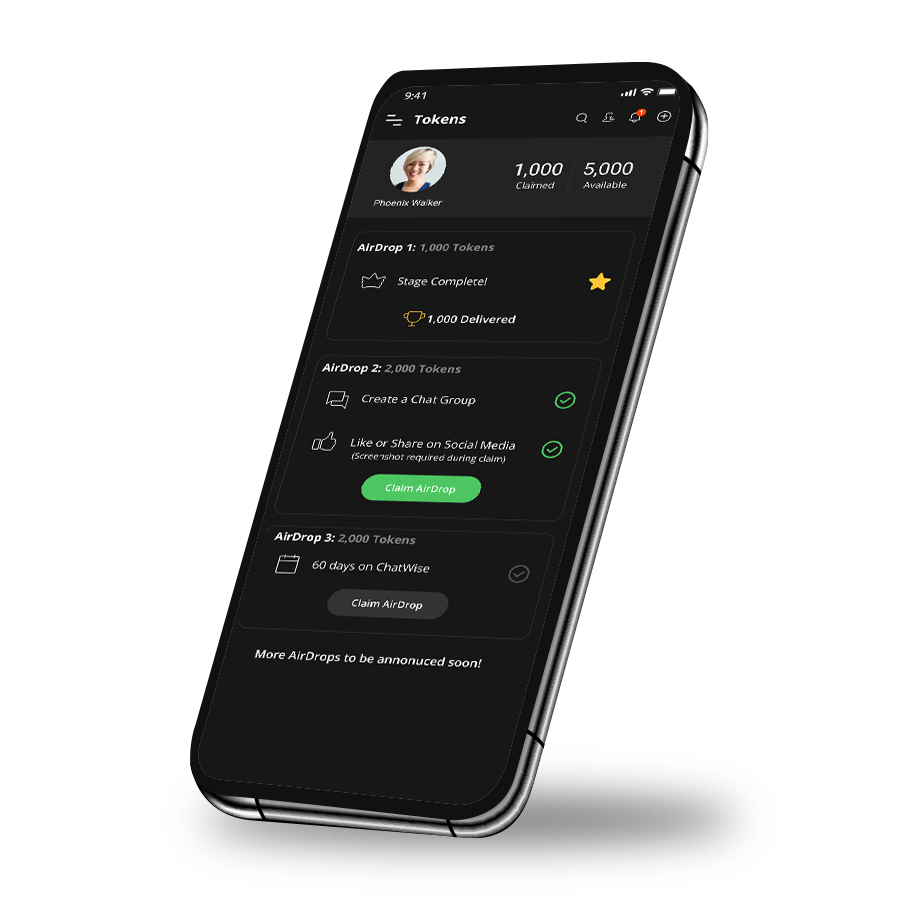 9:41
Tokens
1,000 5,000
Claimed Available
Phoenix Walker
AirDrop 1: 1,000 Tokens
Stage Complete!
1,000 Delivered
AirDrop 2: 2,000 Tokens
Create a Chat Group
Like or Share on Social Media
(Screenshot required during claim)
Claim AirDrop
AirDrop 3: 2,000 Tokens
60 days on ChatWise
Claim AirDrop
More AirDrops to be annonuced soon!